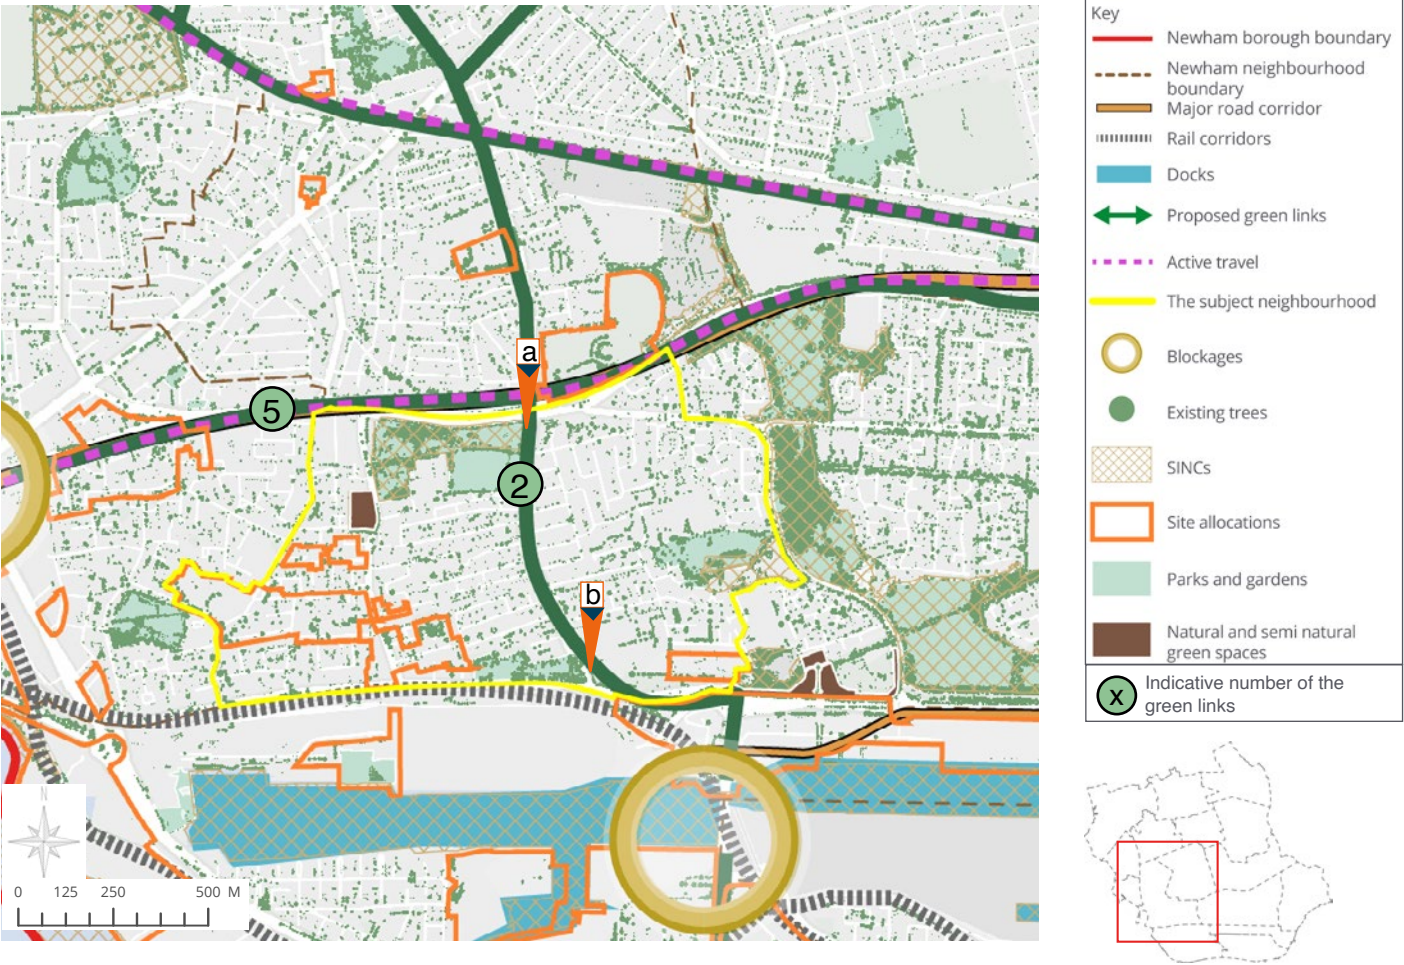 a
5
2
b
N
0 125 250 500 M
Key
Newham borough boundary
Newham neighbourhood
boundary
Major road corridor
Rail corridors
Docks
Proposed green links
Active travel
The subject neighbourhood
Blockages
Existing trees
SINCs
Site allocations
Parks and gardens
Natural and semi natural
green spaces
x
Indicative number of the
green links